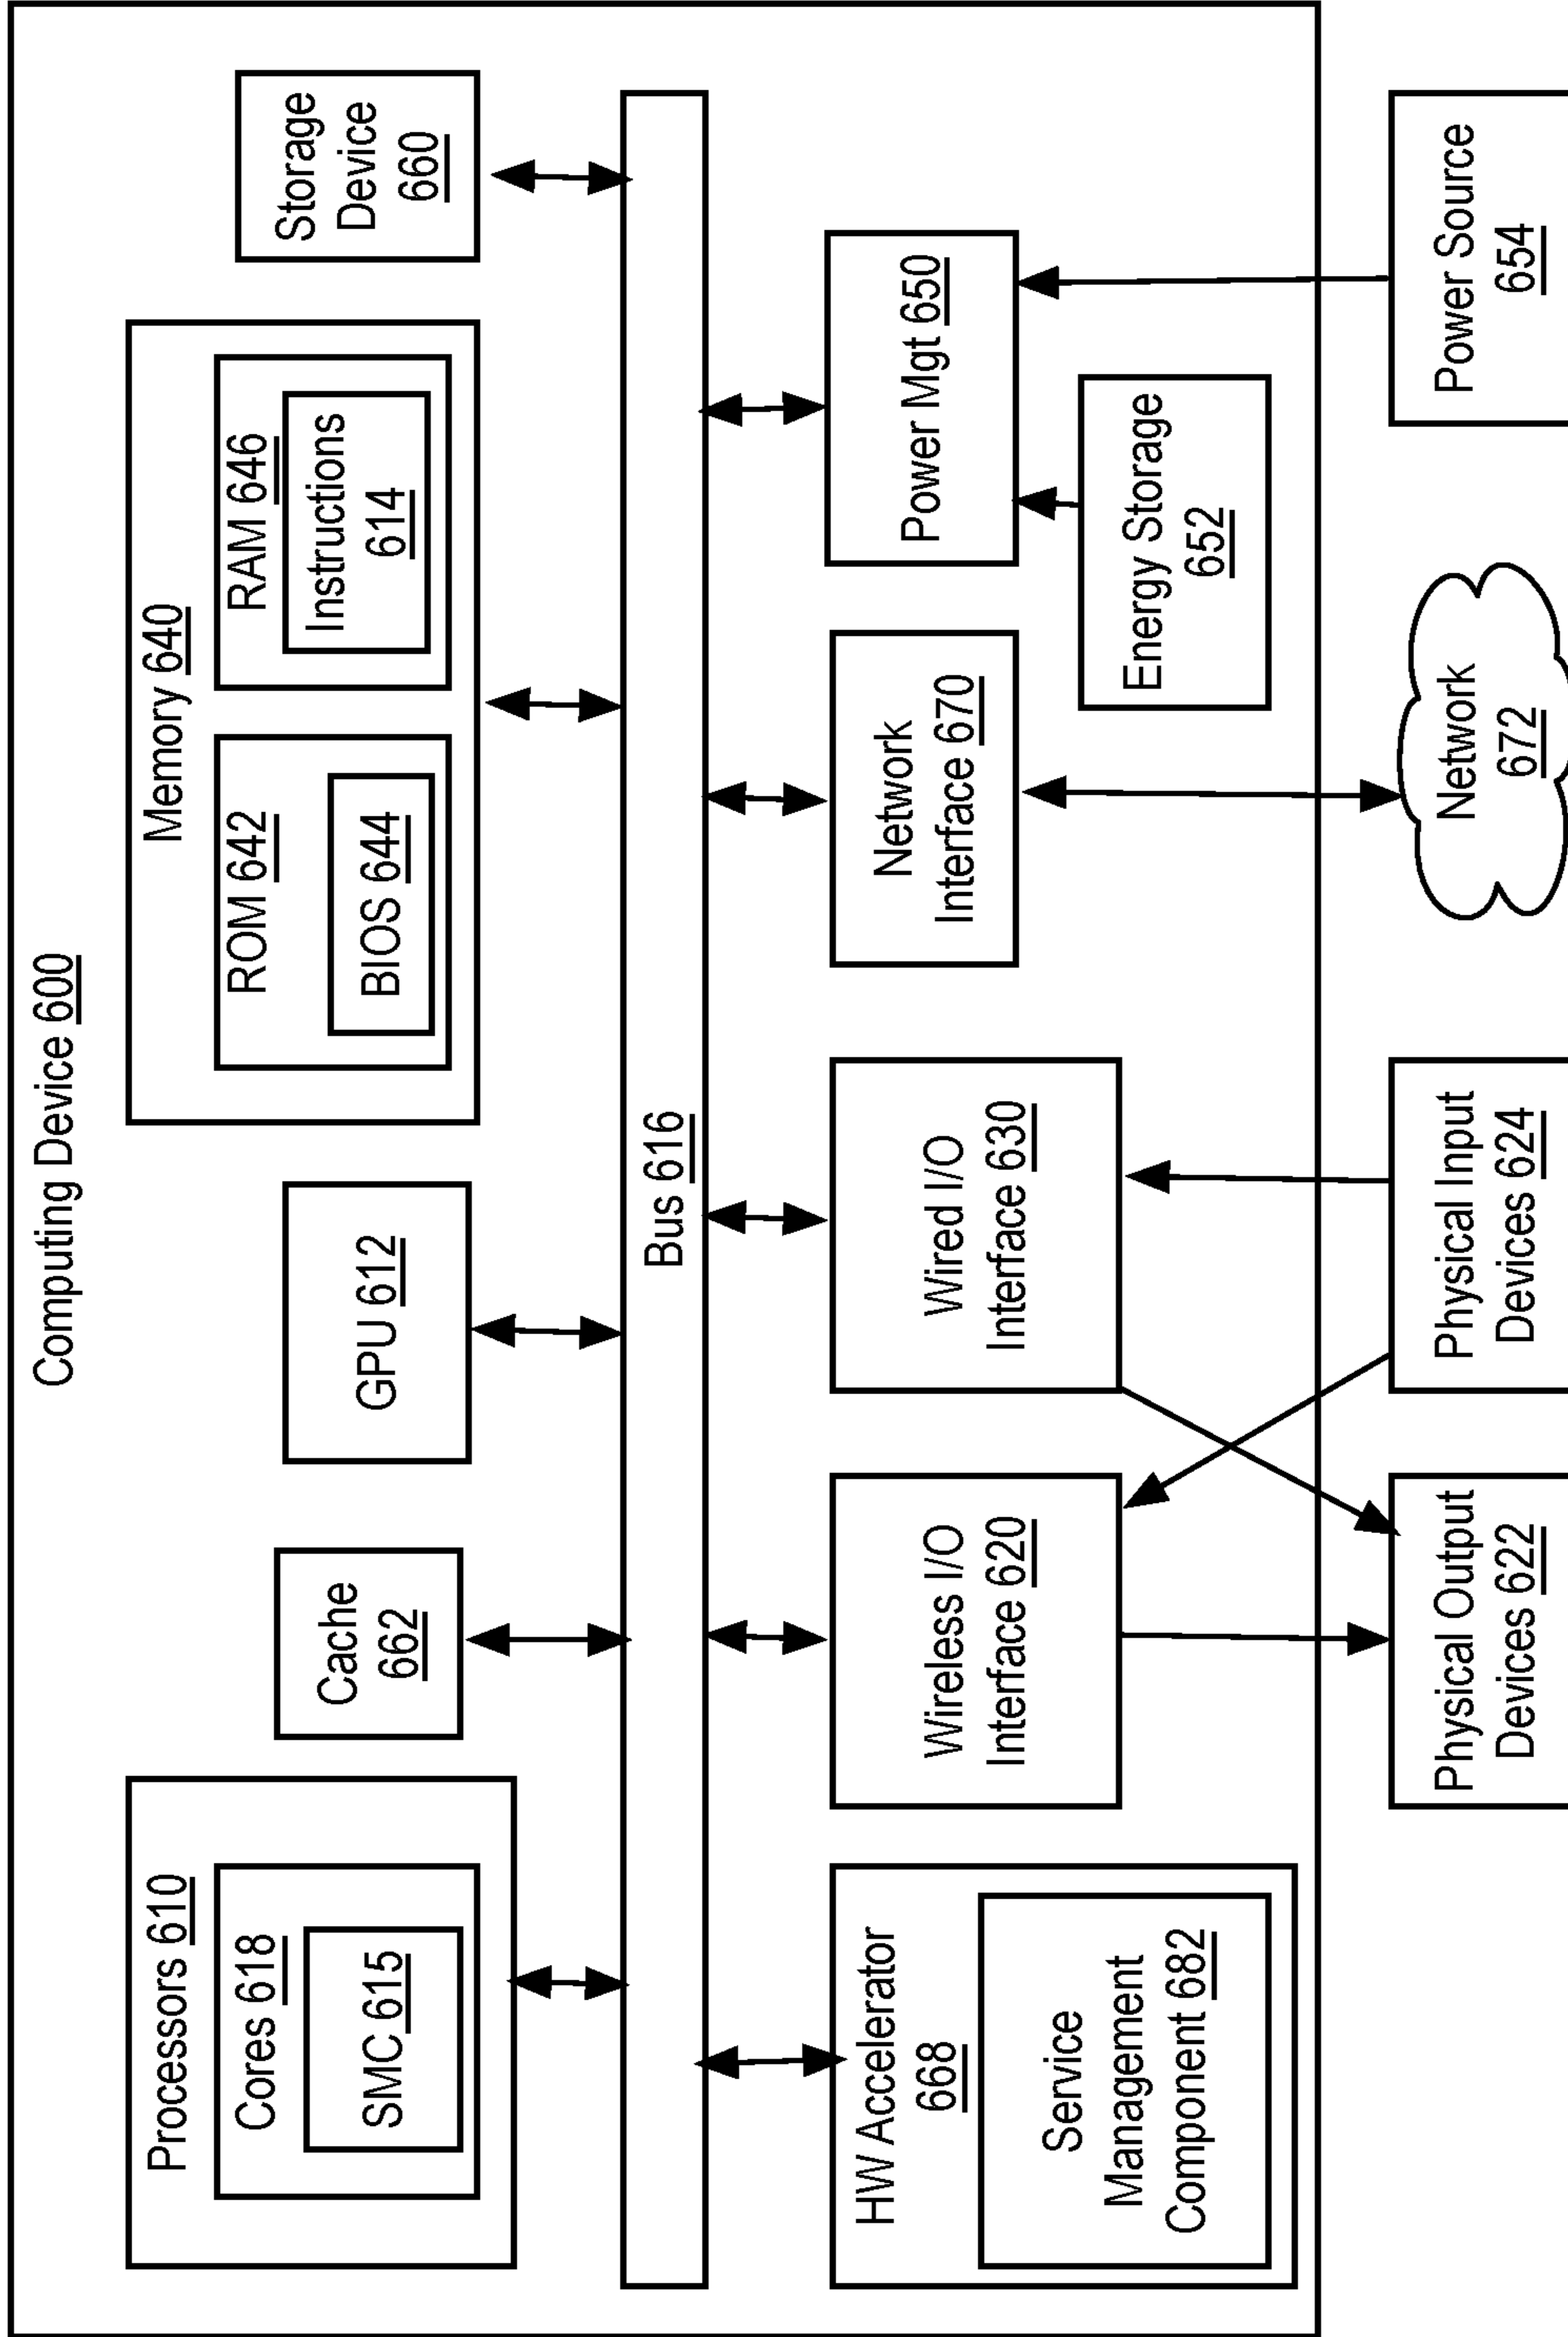 Computing Device 600
Processors 610
Cores 618
SMC 615
Cache
662
GPU 612
Memory 640
ROM 642
BIOS 644
RAM 646
Instructions
614
Storage
Device
660
Bus 616
HW Accelerator
668
Service
Management
Component 682
Wireless I/O
Interface 620
Wired I/O
Interface 630
Network
Interface 670
Power Mgt 650
Energy Storage
652
Physical Output
Devices 622
Physical Input
Devices 624
Network
672
Power Source
654